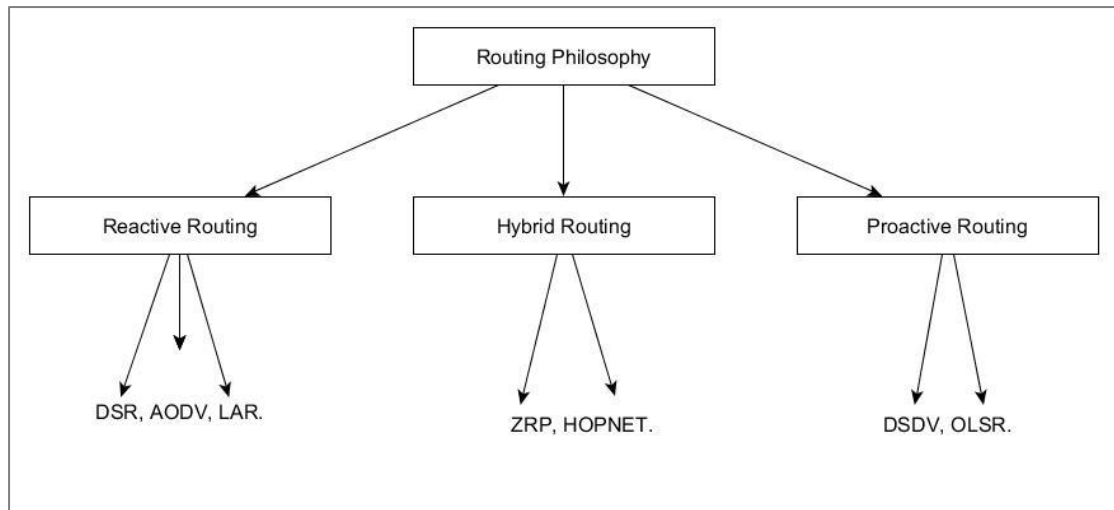 Routing Philosophy
Reactive Routing
Hybrid Routing
Proactive Routing
DSR, AODV, LAR.
ZRP, HOPNET.
DSDV, OLSR.